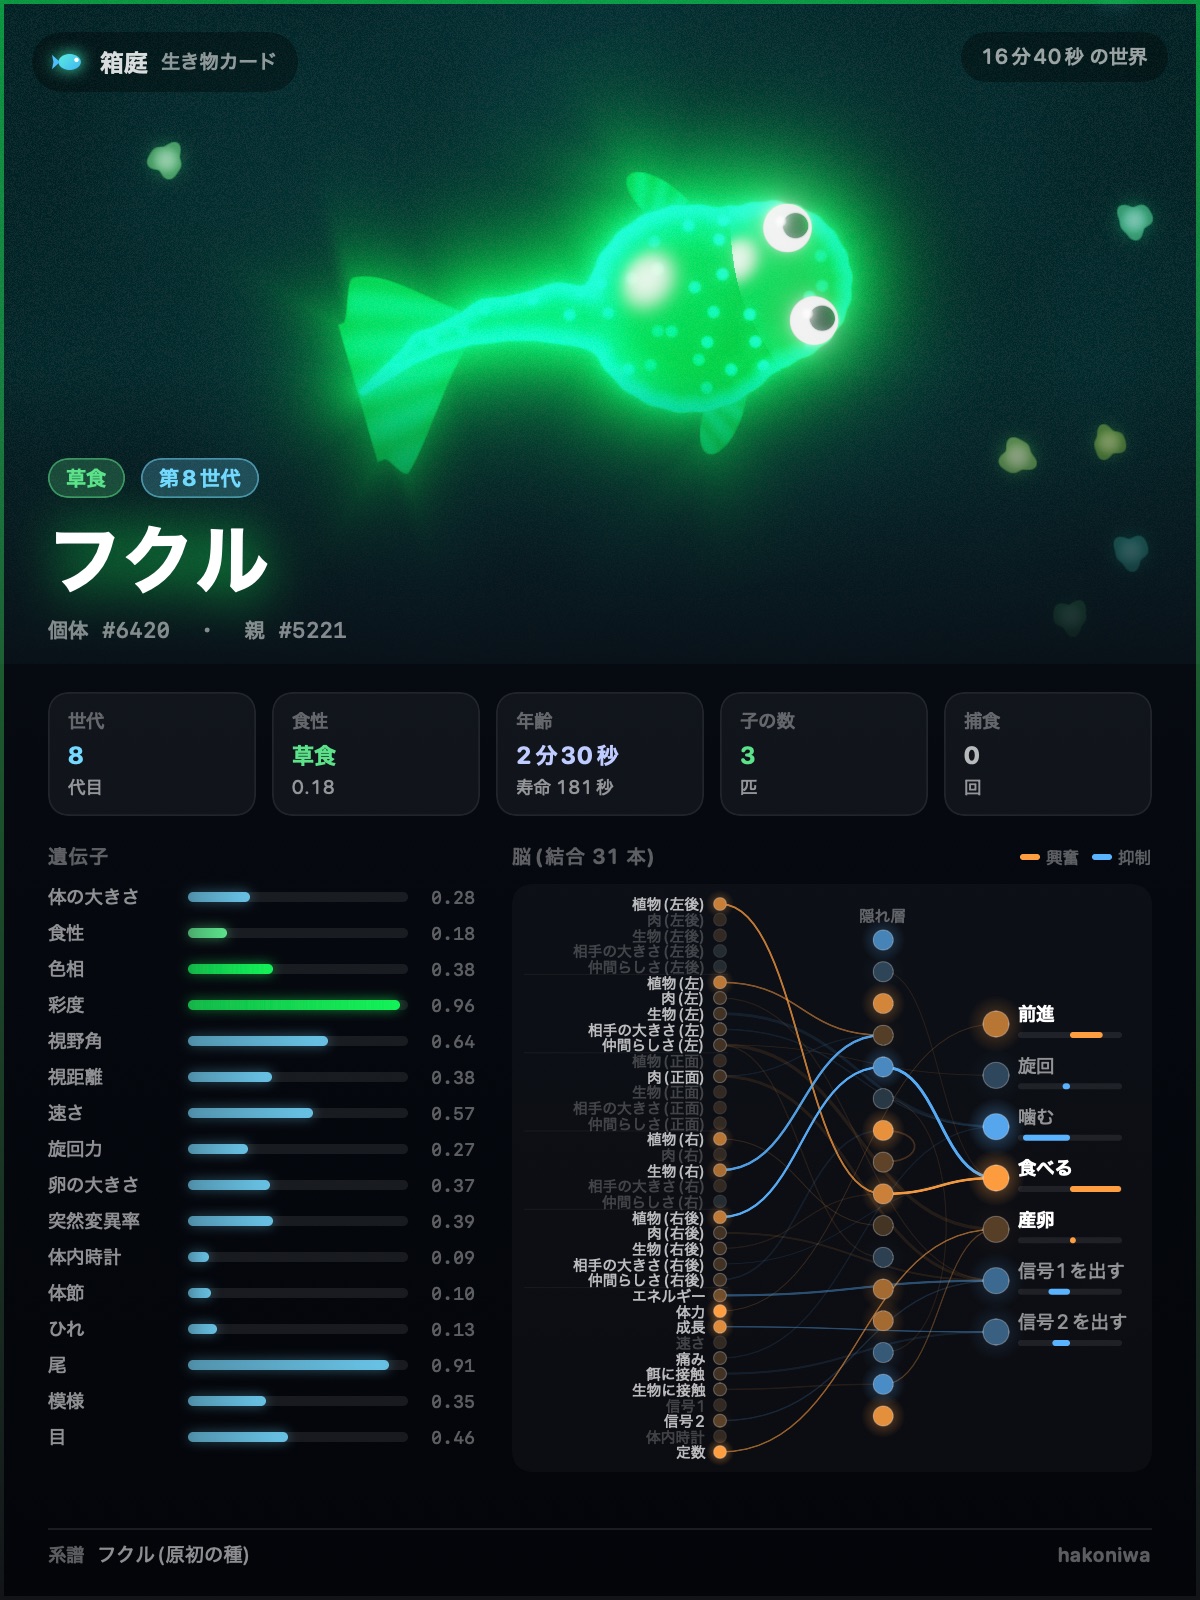 箱庭 生き物カード
16分40秒 の世界
草食 第8世代
フクル
個体 #6420 ・ 親 #5221
世代
8
代目
食性
草食
0.18
年齢
2分30秒
寿命 181秒
子の数
3
匹
捕食
0
回
遺伝子
体の大きさ 0.28
食性 0.18
色相 0.38
彩度 0.96
視野角 0.64
視距離 0.38
速さ 0.57
旋回力 0.27
卵の大きさ 0.37
突然変異率 0.39
体内時計 0.09
体節 0.10
ひれ 0.13
尾 0.91
模様 0.35
目 0.46
脳(結合 31 本)
興奮 抑制
植物(左後)
肉(左後)
生物(左後)
相手の大きさ(左後)
仲間らしさ(左後)
植物(左)
肉(左)
生物(左)
相手の大きさ(左)
仲間らしさ(左)
植物(正面)
肉(正面)
生物(正面)
相手の大きさ(正面)
仲間らしさ(正面)
植物(右)
肉(右)
生物(右)
相手の大きさ(右)
仲間らしさ(右)
植物(右後)
肉(右後)
生物(右後)
相手の大きさ(右後)
仲間らしさ(右後)
エネルギー
体力
成長
速さ
痛み
餌に接触
生物に接触
信号1
信号2
体内時計
定数
隠れ層
前進
旋回
噛む
食べる
産卵
信号1を出す
信号2を出す
系譜 フクル(原初の種)
hakoniwa